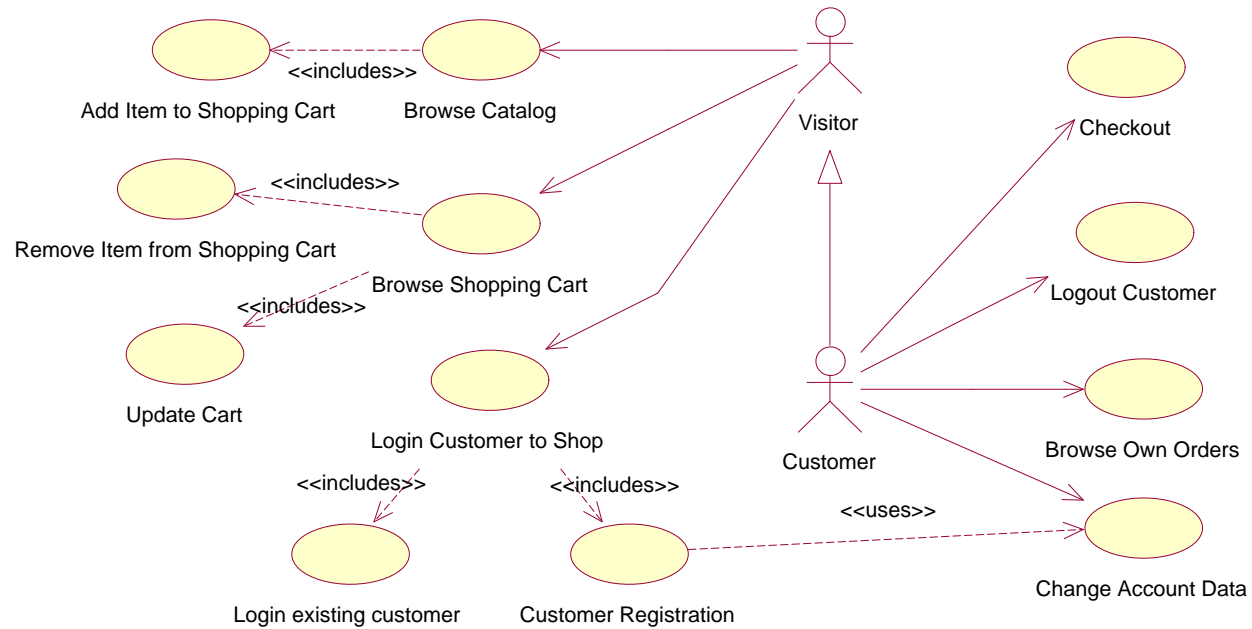 <<includes>>
Add Item to Shopping Cart
Browse Catalog
Visitor
Checkout
<<includes>>
Remove Item from Shopping Cart
Browse Shopping Cart
Logout Customer
<<includes>>
Update Cart
Login Customer to Shop
Customer
Browse Own Orders
<<includes>>
<<includes>>
<<uses>>
Login existing customer
Customer Registration
Change Account Data